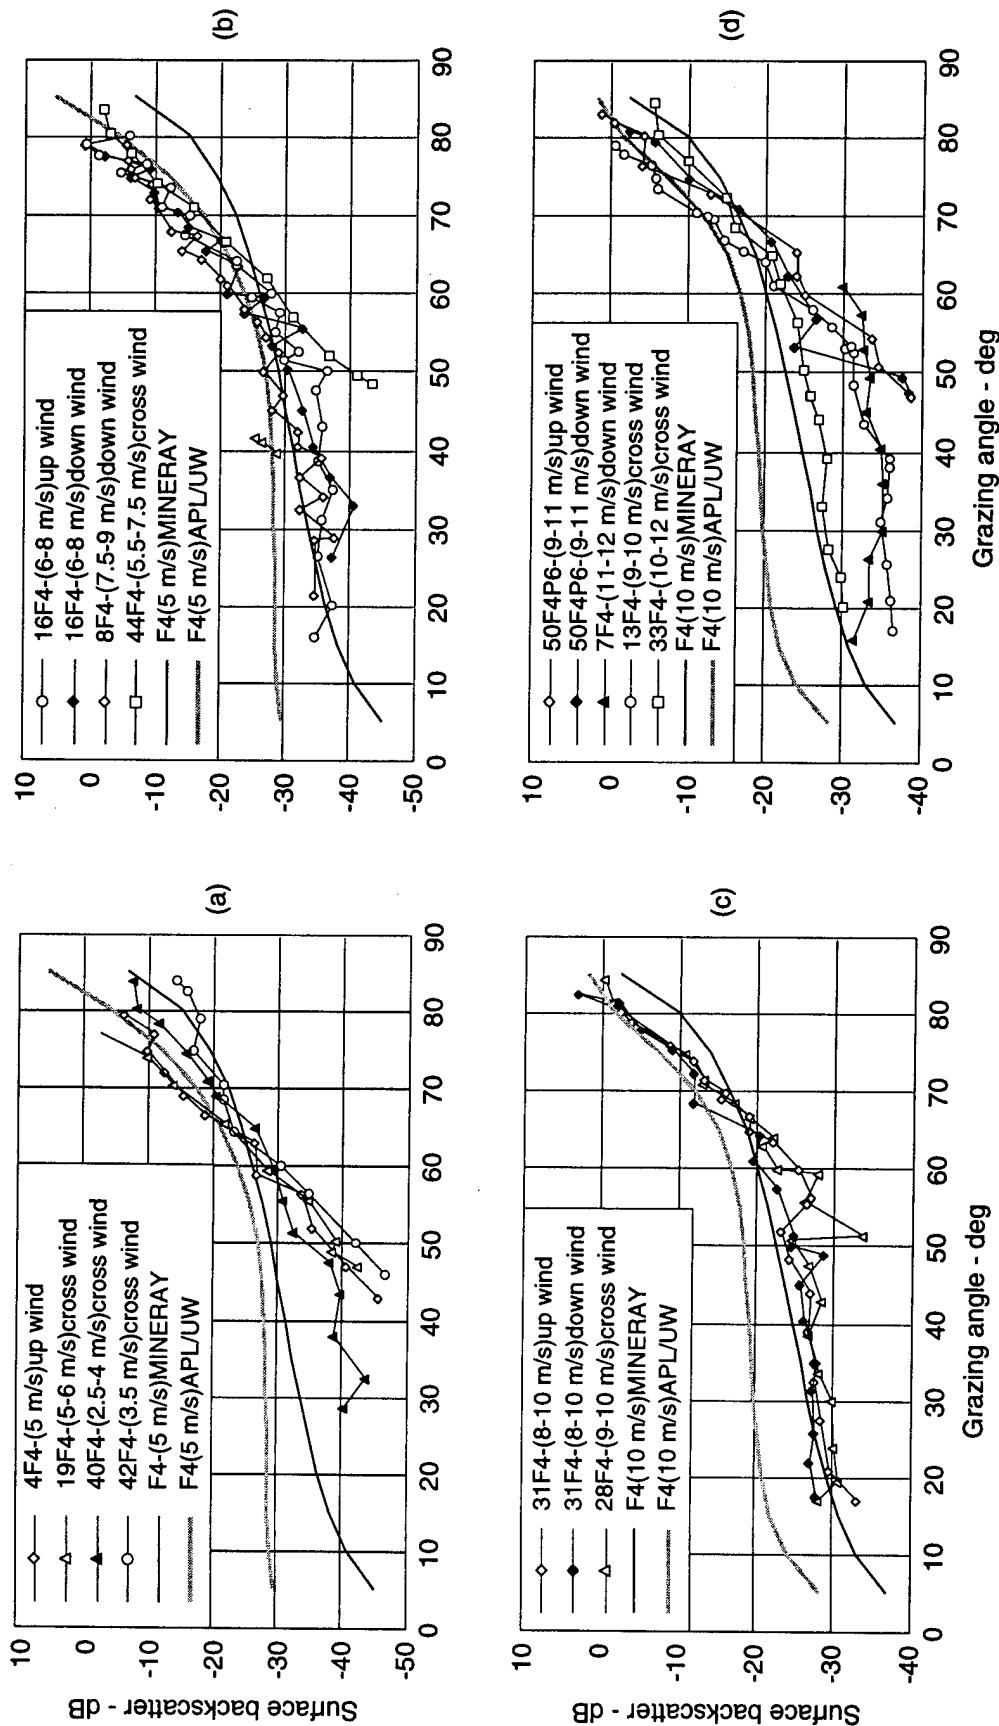 (a)
Surface backscatter - dB
10
0
-10
-20
-30
-40
-50
4F4-(5 m/s)up wind
19F4-(5-6 m/s)cross wind
40F4-(2.5-4 m/s)cross wind
42F4-(3.5 m/s)cross wind
F4-(5 m/s)MINERAY
F4(5 m/s)APL/UW
0 10 20 30 40 50 60 70 80 90
(b)
10
0
-10
-20
-30
-40
-50
16F4-(6-8 m/s)up wind
16F4-(6-8 m/s)down wind
8F4-(7.5-9 m/s)down wind
44F4-(5.5-7.5 m/s)cross wind
F4(5 m/s)MINERAY
F4(5 m/s)APL/UW
0 10 20 30 40 50 60 70 80 90
(c)
Surface backscatter - dB
10
0
-10
-20
-30
-40
31F4-(8-10 m/s)up wind
31F4-(8-10 m/s)down wind
28F4-(9-10 m/s)cross wind
F4(10 m/s)MINERAY
F4(10 m/s)APL/UW
0 10 20 30 40 50 60 70 80 90
Grazing angle - deg
(d)
10
0
-10
-20
-30
-40
50F4P6-(9-11 m/s)up wind
50F4P6-(9-11 m/s)down wind
7F4-(11-12 m/s)down wind
13F4-(9-10 m/s)cross wind
33F4-(10-12 m/s)cross wind
F4(10 m/s)MINERAY
F4(10 m/s)APL/UW
0 10 20 30 40 50 60 70 80 90
Grazing angle - deg